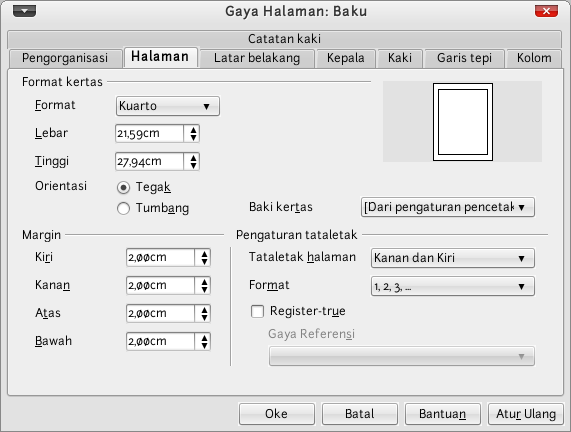 Gaya Halaman: Baku
Catatan kaki
Pengorganisasi Halaman Latar belakang Kepala Kaki Garis tepi Kolom
Format kertas
Format Kuarto
Lebar 21,59cm
Tinggi 27,94cm
Orientasi Tegak
Tumbang
Baki kertas [Dari pengaturan pencetak
Margin
Kiri 2,00cm
Kanan 2,00cm
Atas 2,00cm
Bawah 2,00cm
Pengaturan tataletak
Tataletak halaman Kanan dan Kiri
Format 1, 2, 3, ...
Register-true
Gaya Referensi
Oke Batal Bantuan Atur Ulang